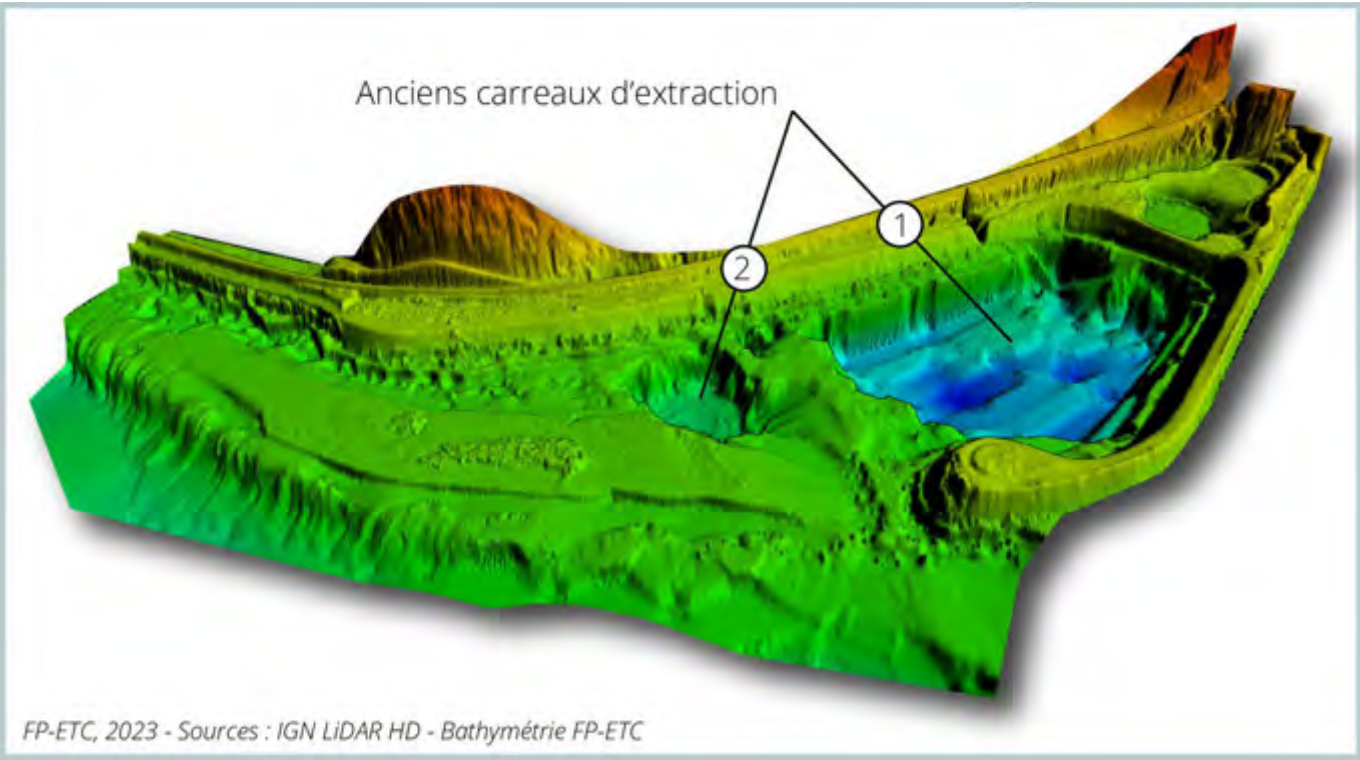 Anciens carreaux d'extraction
1
2
FP-ETC, 2023 - Sources : IGN LiDAR HD - Bathymétrie FP-ETC